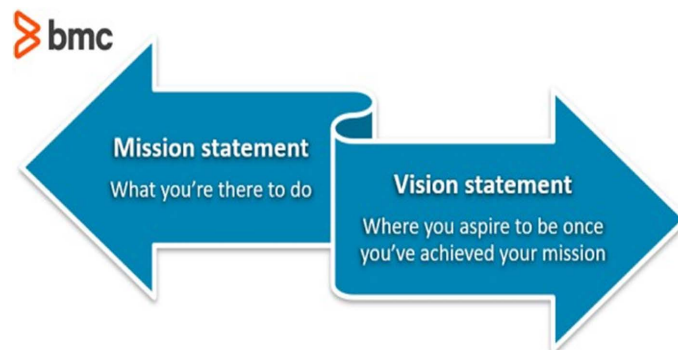 bmc
Mission statement
What you're there to do
Vision statement
Where you aspire to be once
you've achieved your mission